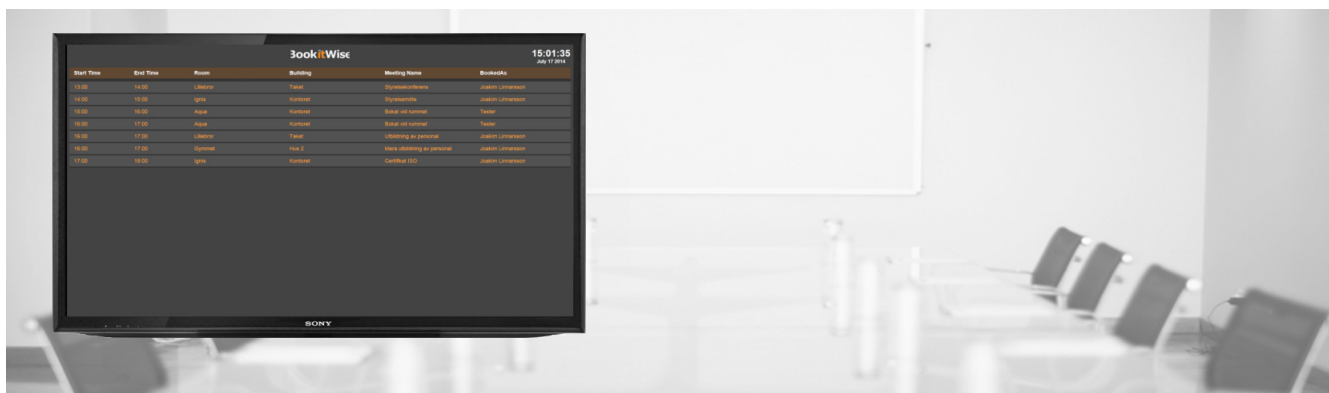 BookitWise
15:01:35
July 17 2014
Start Time End Time Room Building Meeting Name BookedAs
13:00 14:00 Lillebror Taket Styrelsekonferens Joakim Linnarsson
14:00 15:00 Ignis Kontoret Styrelsemöte Joakim Linnarsson
15:00 16:00 Aqua Kontoret Bokat vid rummet Tester
16:00 17:00 Aqua Kontoret Bokat vid rummet Tester
16:00 17:00 Lillebror Taket Utbildning av personal Joakim Linnarsson
16:00 17:00 Gymmet Hus 2 Mera utbildning av personal Joakim Linnarsson
17:00 18:00 Ignis Kontoret Certifikat ISO Joakim Linnarsson
SONY